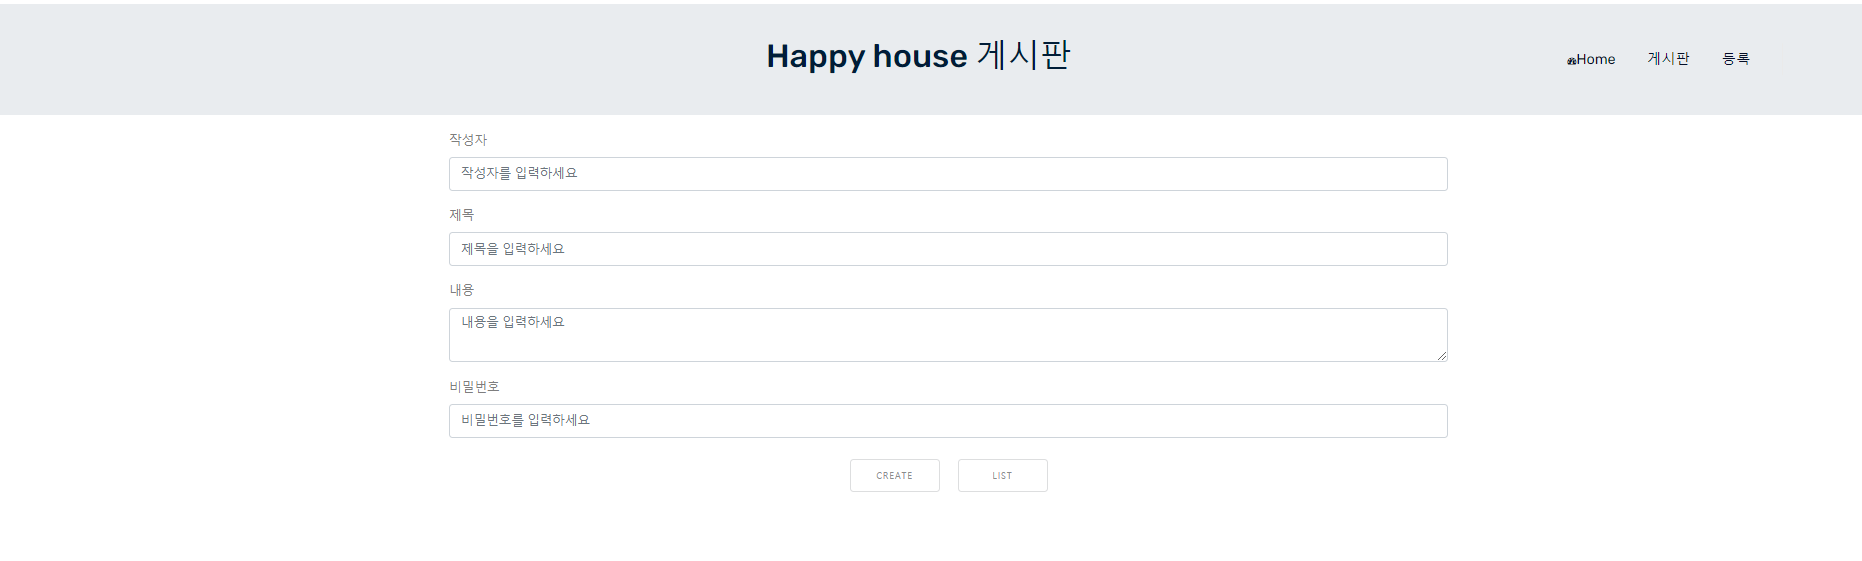 Happy house 게시판
Home 게시판 등록
작성자
작성자를 입력하세요
제목
제목을 입력하세요
내용
내용을 입력하세요
비밀번호
비밀번호를 입력하세요
CREATE LIST